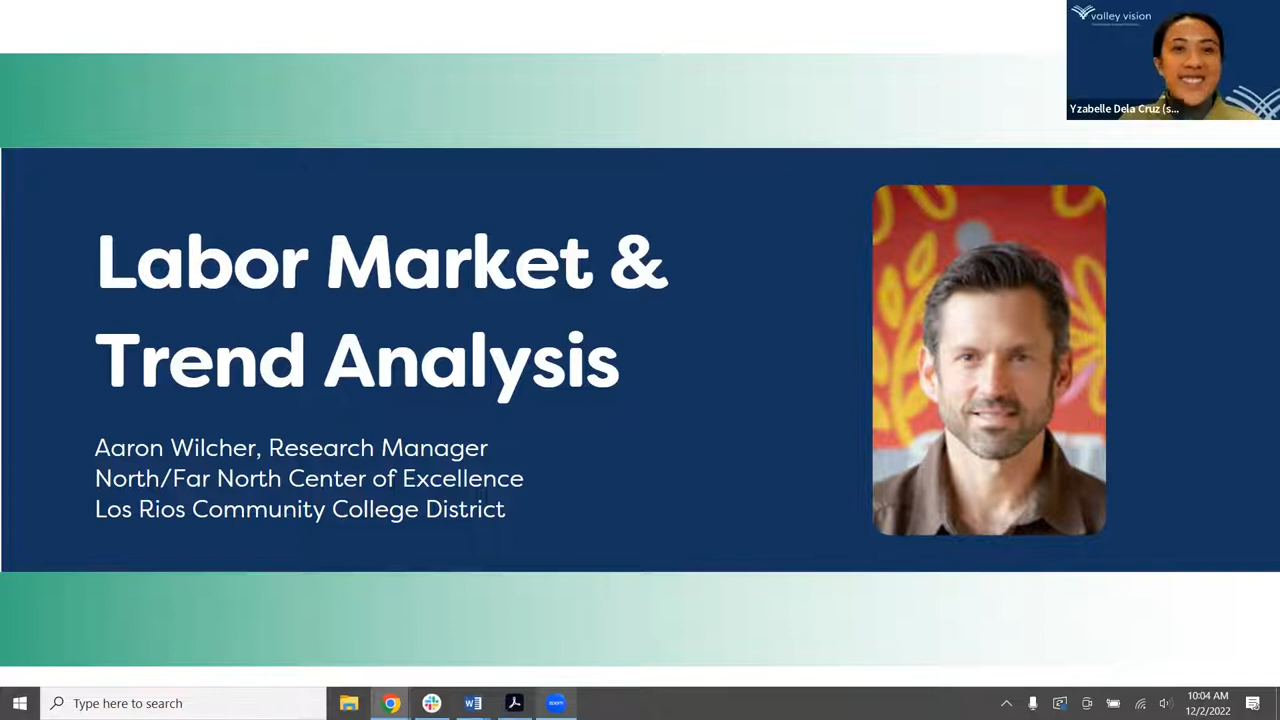 valley vision
Yzabelle Dela Cruz (s...
Labor Market &
Trend Analysis
Aaron Wilcher, Research Manager
North/Far North Center of Excellence
Los Rios Community College District
Type here to search
zoom
10:04 AM
12/2/2022